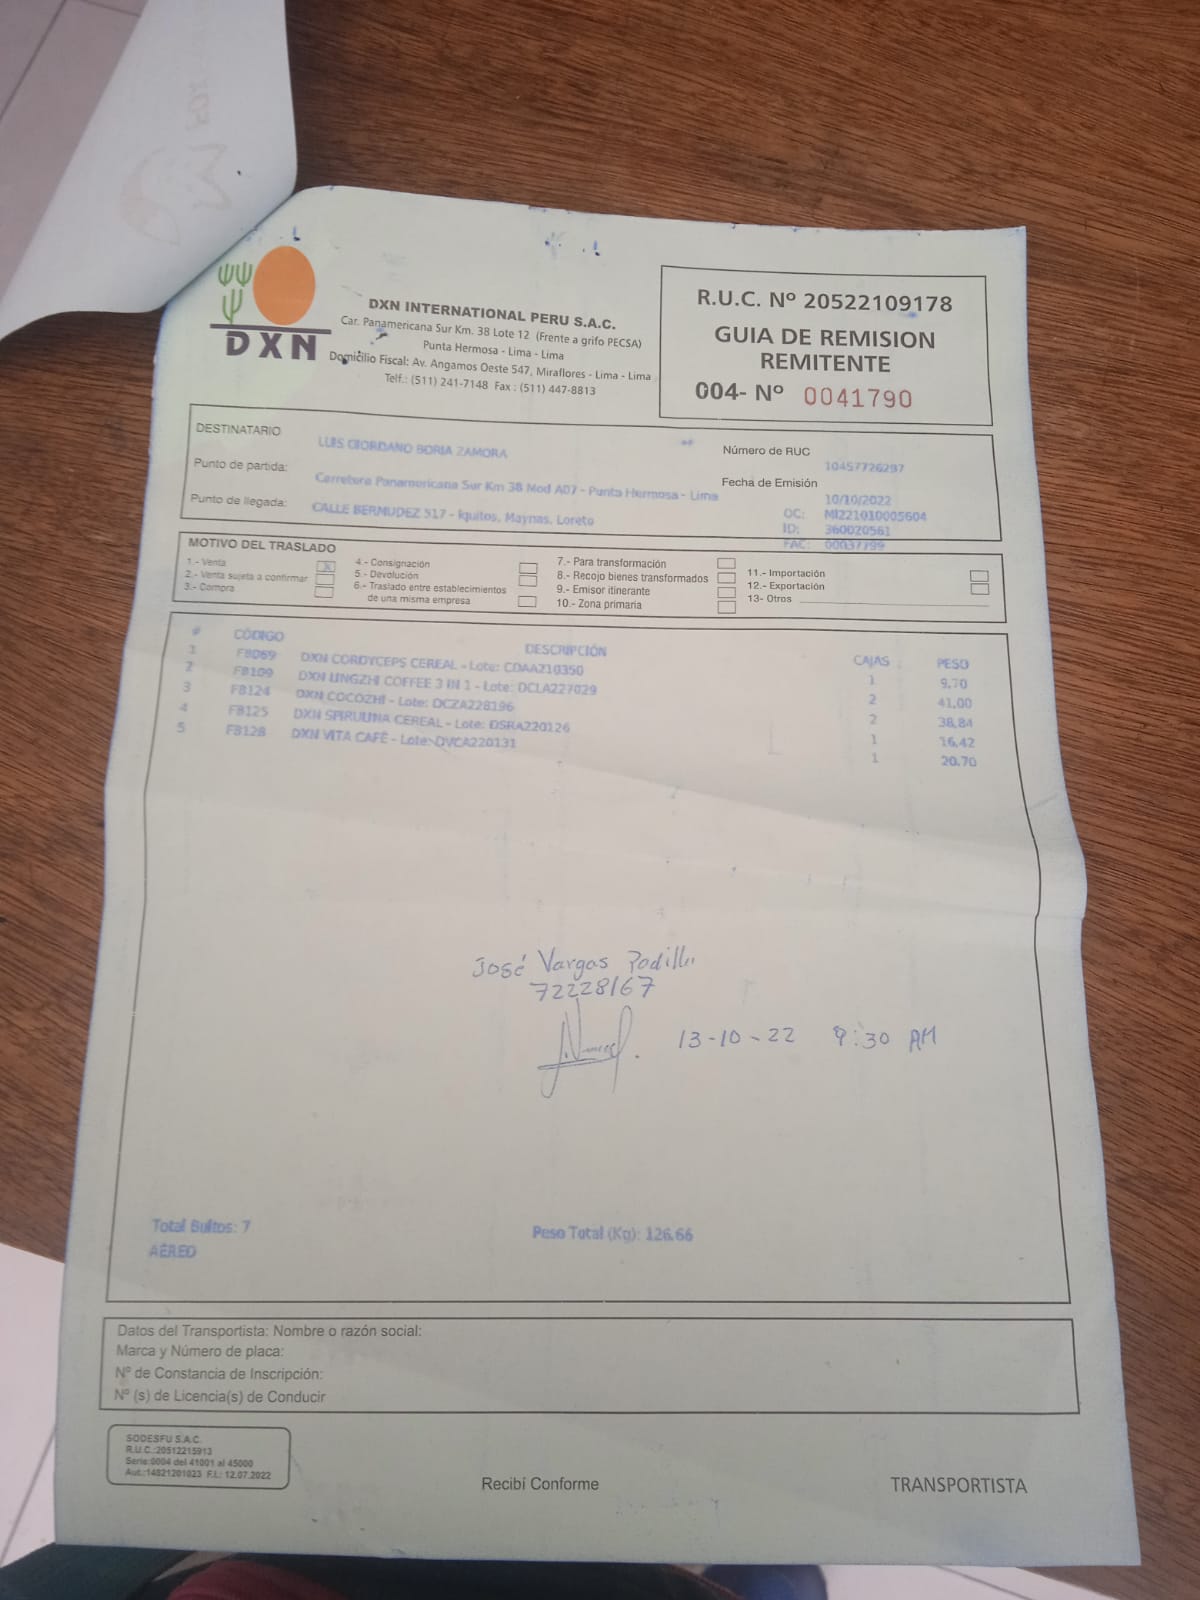 DXN
DXN INTERNATIONAL PERU S.A.C.
Car. Panamericana Sur Km. 38 Lote 12 (Frente a grifo PECSA)
Punta Hermosa - Lima - Lima
Domicilio Fiscal: Av. Angamos Oeste 547, Miraflores - Lima - Lima
Telf.: (511) 241-7148 Fax : (511) 447-8813
R.U.C. Nº 20522109178
GUIA DE REMISION
REMITENTE
004- Nº 0041790
DESTINATARIO LUIS GIORDANO BORIA ZAMORA
Número de RUC 10457726297
Punto de partida: Carretera Panamericana Sur Km 38 Mod A07 - Punta Hermosa - Lima
Fecha de Emisión 10/10/2022
Punto de llegada: CALLE BERMUDEZ 517 - Iquitos, Maynas, Loreto
OC: MI221010005604
ID: 360020561
FAC: 00037799
MOTIVO DEL TRASLADO
1.- Venta X
2.- Venta sujeta a confirmar
3.- Compra
4.- Consignación
5.- Devolución
6.- Traslado entre establecimientos
de una misma empresa
7.- Para transformación
8.- Recojo bienes transformados
9.- Emisor itinerante
10.- Zona primaria
11.- Importación
12.- Exportación
13- Otros
# CÓDIGO DESCRIPCIÓN CAJAS PESO
1 FB069 DXN CORDYCEPS CEREAL - Lote: CDAA210350 1 9,70
2 FB109 DXN LINGZHI COFFEE 3 IN 1 - Lote: DCLA227029 2 41,00
3 FB124 DXN COCOZHI - Lote: DCZA228196 2 38,84
4 FB125 DXN SPIRULINA CEREAL - Lote: DSRA220126 1 16,42
5 FB128 DXN VITA CAFÉ - Lote: DVCA220131 1 20,70
José Vargas Padilla
72228167
13-10-22 9:30 AM
Total Bultos: 7
Peso Total (Kg): 126.66
AÉREO
Datos del Transportista: Nombre o razón social:
Marca y Número de placa:
Nº de Constancia de Inscripción:
Nº (s) de Licencia(s) de Conducir
SODESFU S.A.C.
R.U.C.:20512215913
Serie:0004 del 41001 al 45000
Aut.:14821201023 F.I.: 12.07.2022
Recibí Conforme
TRANSPORTISTA